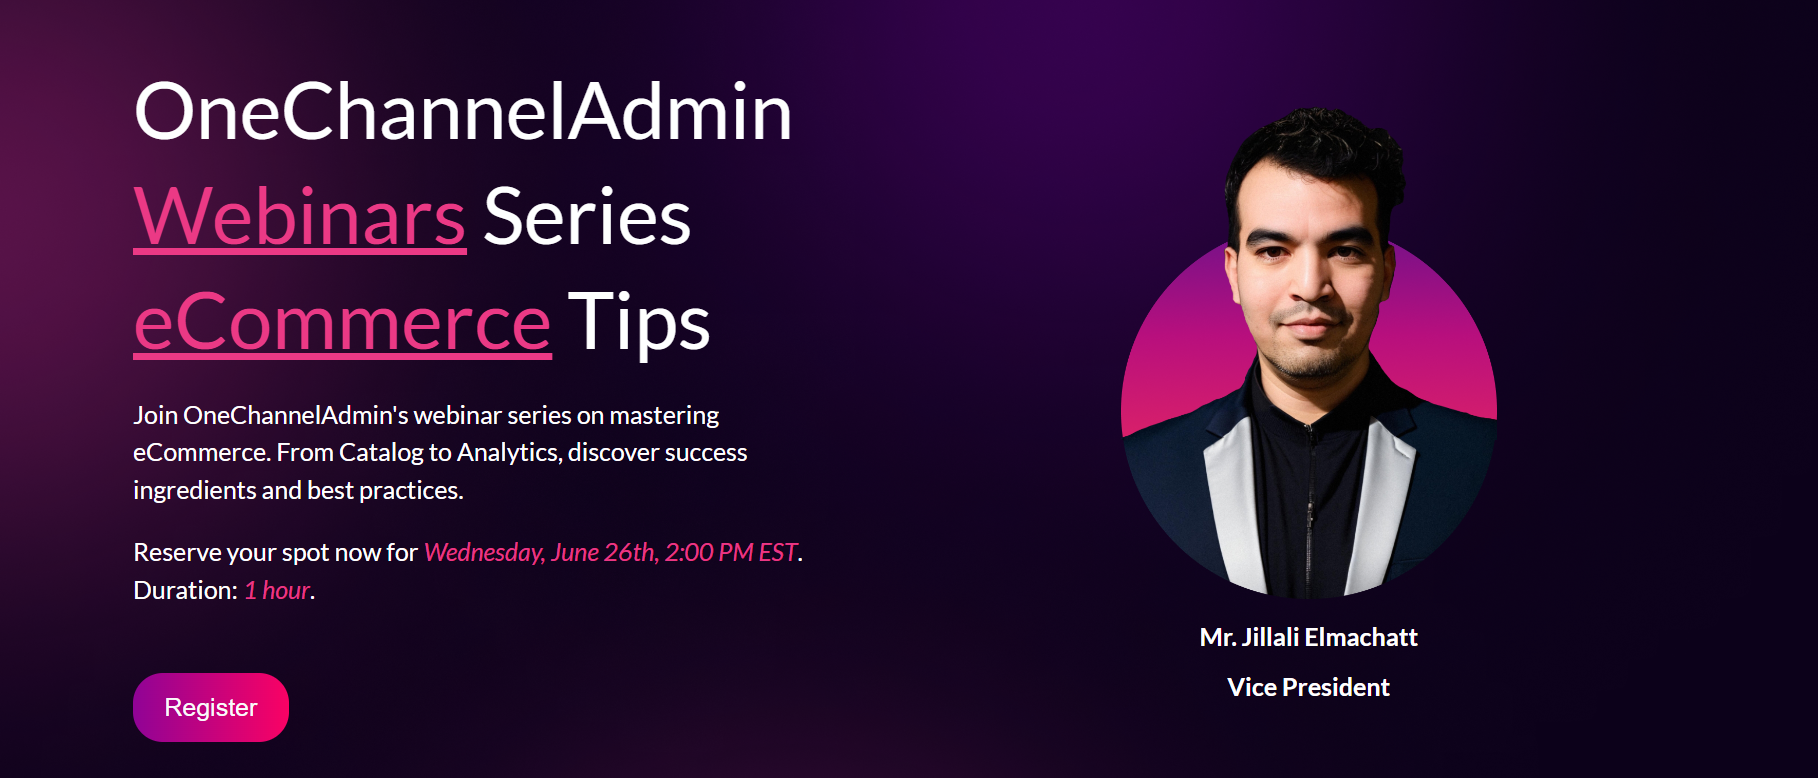 OneChannelAdmin
Webinars Series
eCommerce Tips
Join OneChannelAdmin's webinar series on mastering
eCommerce. From Catalog to Analytics, discover success
ingredients and best practices.
Reserve your spot now for Wednesday, June 26th, 2:00 PM EST.
Duration: 1 hour.
Register
Mr. Jillali Elmachatt
Vice President